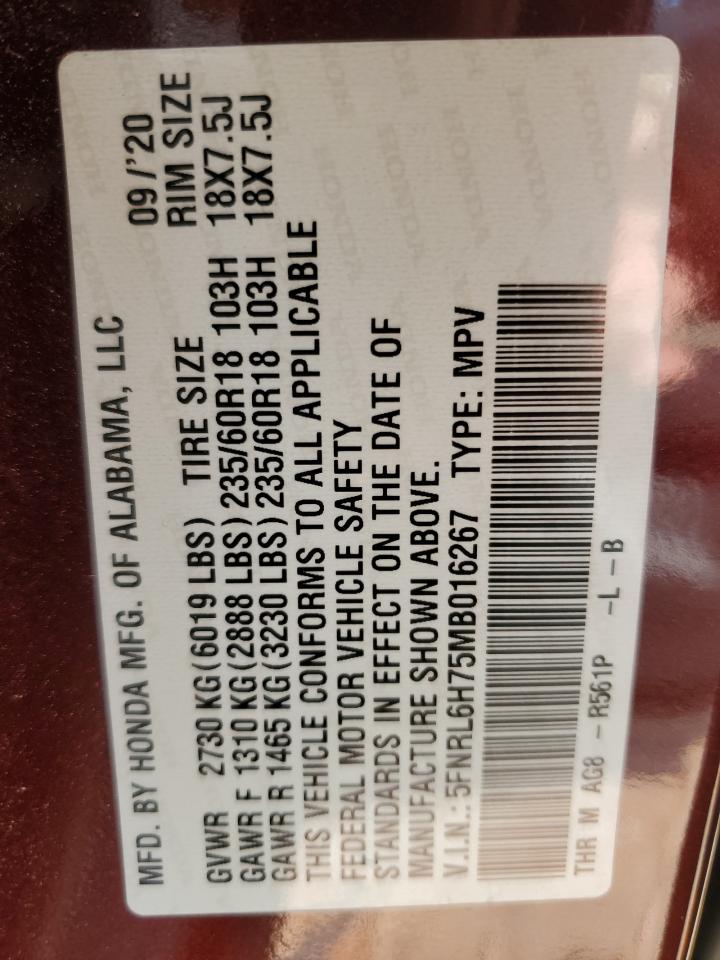 MFD. BY HONDA MFG. OF ALABAMA, LLC 09/'20
TIRE SIZE RIM SIZE
GVWR 2730 KG(6019 LBS)
GAWR F 1310 KG(2888 LBS) 235/60R18 103H 18X7.5J
GAWR R 1465 KG(3230 LBS) 235/60R18 103H 18X7.5J
THIS VEHICLE CONFORMS TO ALL APPLICABLE
FEDERAL MOTOR VEHICLE SAFETY
STANDARDS IN EFFECT ON THE DATE OF
MANUFACTURE SHOWN ABOVE.
V.I.N.: 5FNRL6H75MB016267 TYPE: MPV
THR M AG8 -R561P -L-B